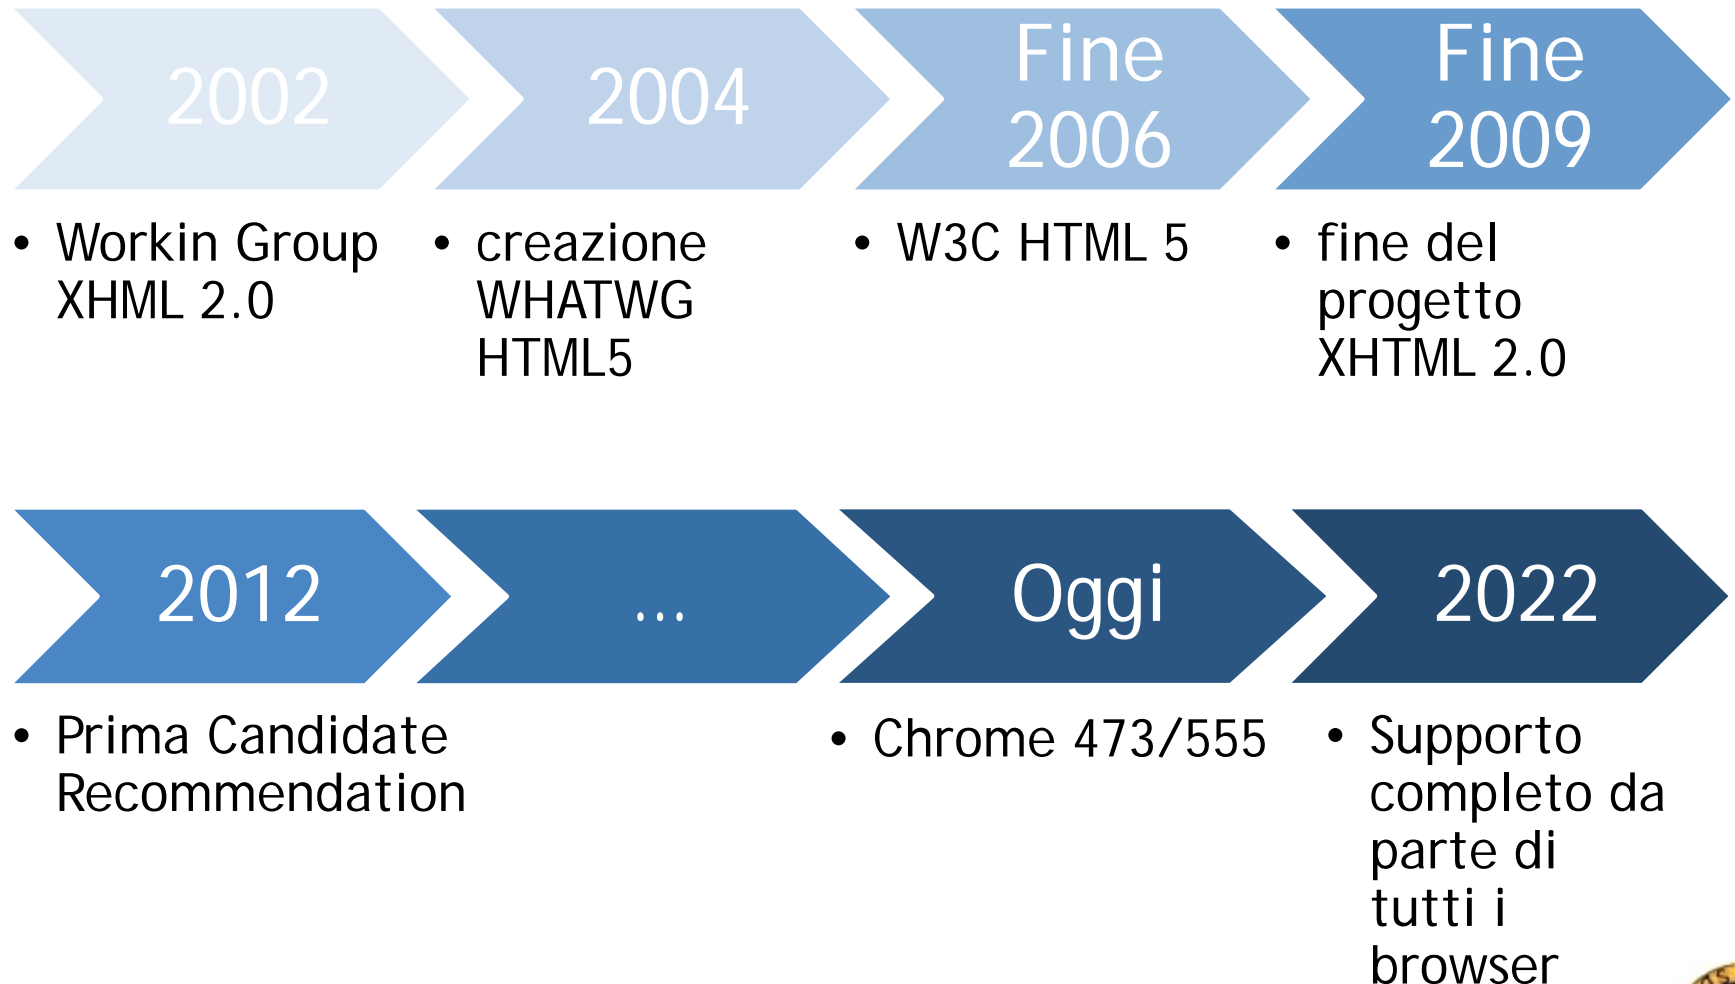 2002
2004
Fine
2006
Fine
2009
• Workin Group
XHML 2.0
• creazione
WHATWG
HTML5
• W3C HTML 5
• fine del
progetto
XHTML 2.0
2012
...
Oggi
2022
• Prima Candidate
Recommendation
• Chrome 473/555
• Supporto
completo da
parte di
tutti i
browser